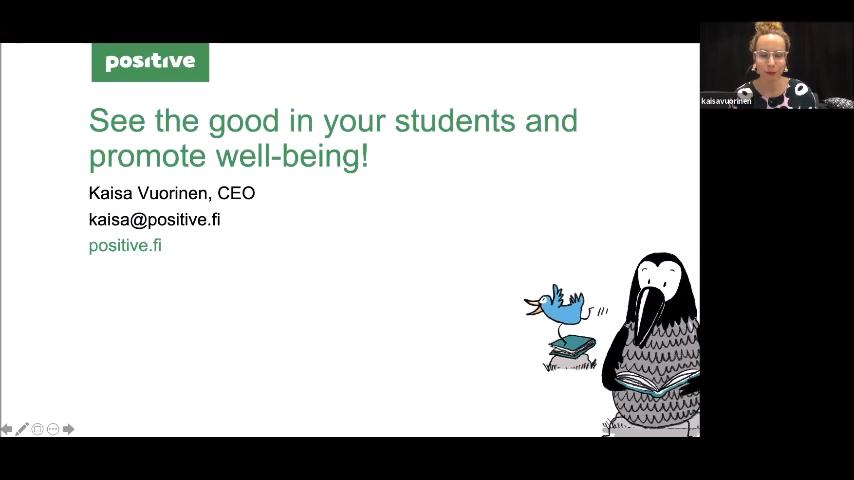 positive
See the good in your students and
promote well-being!
Kaisa Vuorinen, CEO
kaisa@positive.fi
positive.fi
kaisavuorinen